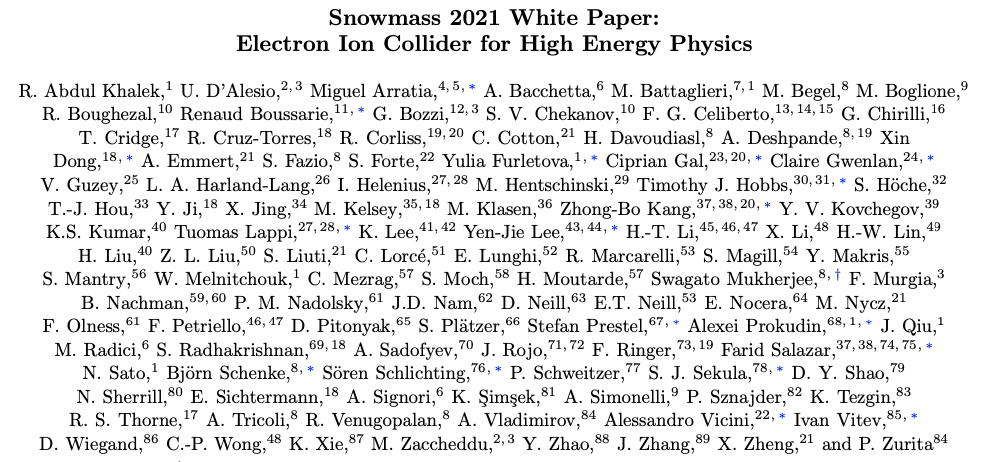 Snowmass 2021 White Paper:
Electron Ion Collider for High Energy Physics
R. Abdul Khalek,1 U. D'Alesio,2, 3 Miguel Arratia,4, 5, * A. Bacchetta,6 M. Battaglieri,7, 1 M. Begel,8 M. Boglione,9
R. Boughezal,10 Renaud Boussarie,11, * G. Bozzi,12, 3 S. V. Chekanov,10 F. G. Celiberto,13, 14, 15 G. Chirilli,16
T. Cridge,17 R. Cruz-Torres,18 R. Corliss,19, 20 C. Cotton,21 H. Davoudiasl,8 A. Deshpande,8, 19 Xin
Dong,18, * A. Emmert,21 S. Fazio,8 S. Forte,22 Yulia Furletova,1, * Ciprian Gal,23, 20, * Claire Gwenlan,24, *
V. Guzey,25 L. A. Harland-Lang,26 I. Helenius,27, 28 M. Hentschinski,29 Timothy J. Hobbs,30, 31, * S. Höche,32
T.-J. Hou,33 Y. Ji,18 X. Jing,34 M. Kelsey,35, 18 M. Klasen,36 Zhong-Bo Kang,37, 38, 20, * Y. V. Kovchegov,39
K.S. Kumar,40 Tuomas Lappi,27, 28, * K. Lee,41, 42 Yen-Jie Lee,43, 44, * H.-T. Li,45, 46, 47 X. Li,48 H.-W. Lin,49
H. Liu,40 Z. L. Liu,50 S. Liuti,21 C. Lorcé,51 E. Lunghi,52 R. Marcarelli,53 S. Magill,54 Y. Makris,55
S. Mantry,56 W. Melnitchouk,1 C. Mezrag,57 S. Moch,58 H. Moutarde,57 Swagato Mukherjee,8, † F. Murgia,3
B. Nachman,59, 60 P. M. Nadolsky,61 J.D. Nam,62 D. Neill,63 E.T. Neill,53 E. Nocera,64 M. Nycz,21
F. Olness,61 F. Petriello,46, 47 D. Pitonyak,65 S. Plätzer,66 Stefan Prestel,67, * Alexei Prokudin,68, 1, * J. Qiu,1
M. Radici,6 S. Radhakrishnan,69, 18 A. Sadofyev,70 J. Rojo,71, 72 F. Ringer,73, 19 Farid Salazar,37, 38, 74, 75, *
N. Sato,1 Björn Schenke,8, * Sören Schlichting,76, * P. Schweitzer,77 S. J. Sekula,78, * D. Y. Shao,79
N. Sherrill,80 E. Sichtermann,18 A. Signori,6 K. Şimşek,81 A. Simonelli,9 P. Sznajder,82 K. Tezgin,83
R. S. Thorne,17 A. Tricoli,8 R. Venugopalan,8 A. Vladimirov,84 Alessandro Vicini,22, * Ivan Vitev,85, *
D. Wiegand,86 C.-P. Wong,48 K. Xie,87 M. Zaccheddu,2, 3 Y. Zhao,88 J. Zhang,89 X. Zheng,21 and P. Zurita84